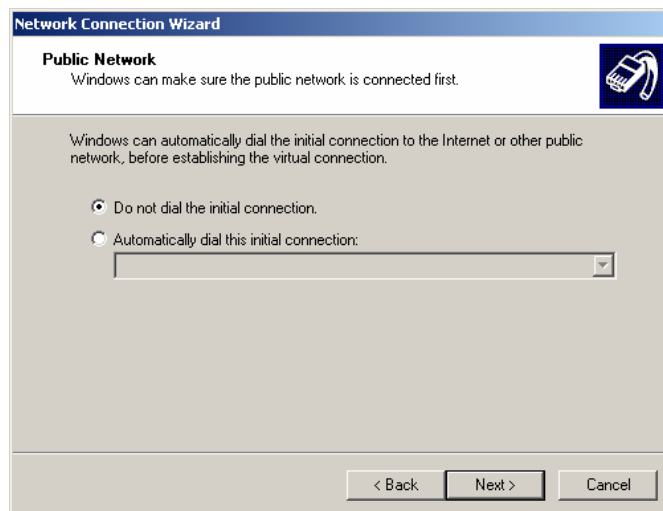 Network Connection Wizard
Public Network
Windows can make sure the public network is connected first.
Windows can automatically dial the initial connection to the Internet or other public
network, before establishing the virtual connection.
Do not dial the initial connection.
Automatically dial this initial connection:
< Back Next > Cancel